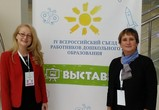 IV ВСЕРОССИЙСКИЙ СЪЕЗД
РАБОТНИКОВ ДОШКОЛЬНОГО
ОБРАЗОВАНИЯ
ВЫСТАВ